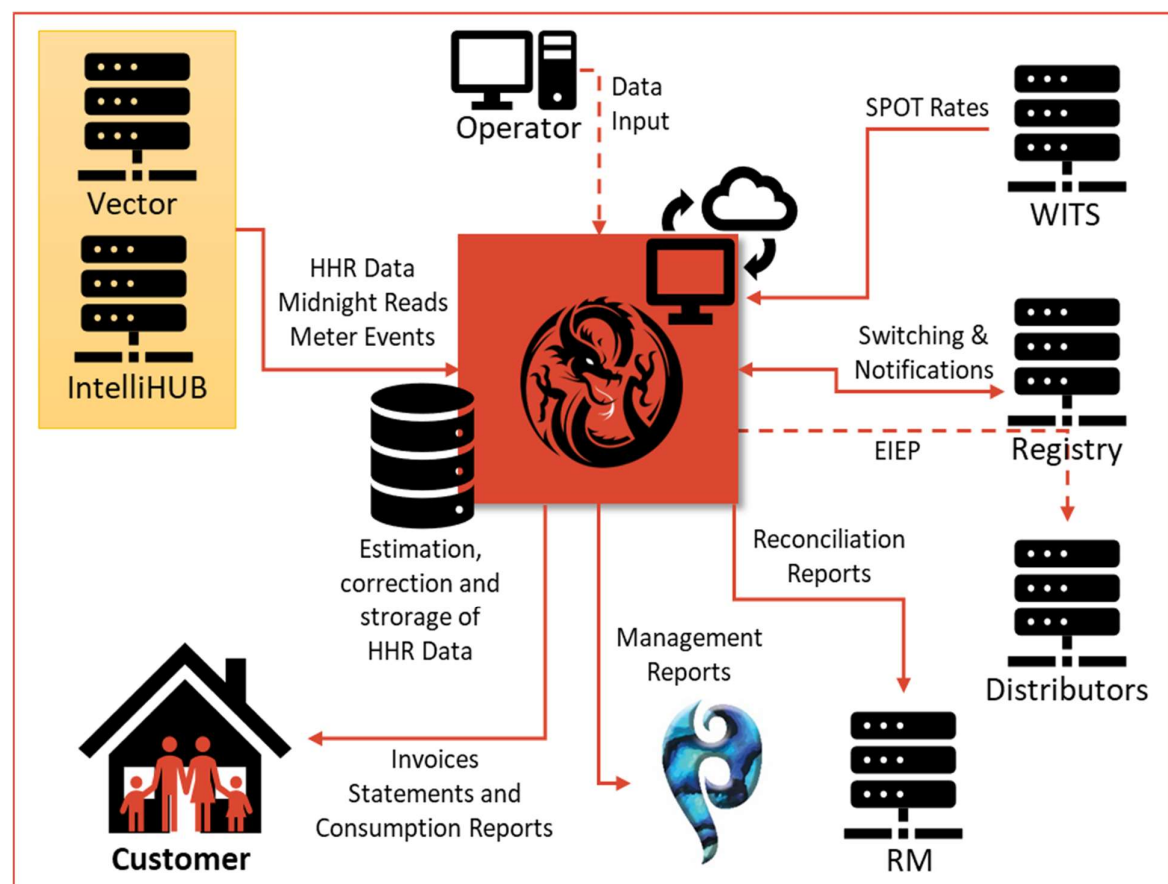 Operator
Data
Input
SPOT Rates
WITS
Vector
IntelliHUB
HHR Data
Midnight Reads
Meter Events
Switching &
Notifications
Registry
EIEP
Distributors
Estimation,
correction and
strorage of
HHR Data
Reconciliation
Reports
Management
Reports
RM
Invoices
Statements and
Consumption Reports
Customer